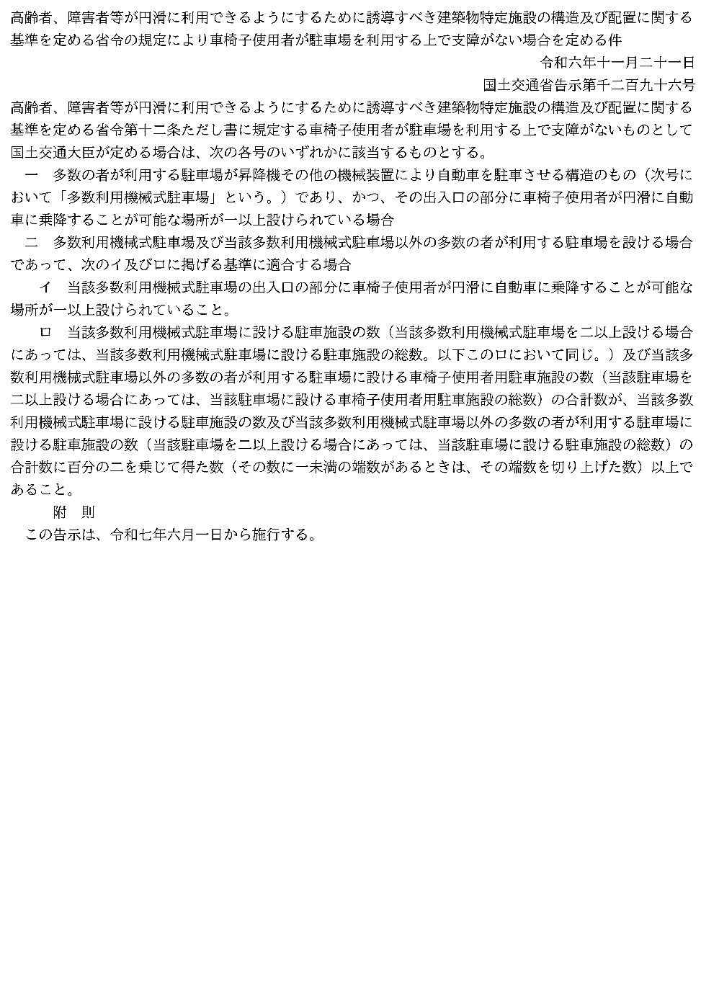 高齢者、障害者等が円滑に利用できるようにするために誘導すべき建築物特定施設の構造及び配置に関する
基準を定める省令の規定により車椅子使用者が駐車場を利用する上で支障がない場合を定める件
令和六年十一月二十一日
国土交通省告示第千二百九十六号
高齢者、障害者等が円滑に利用できるようにするために誘導すべき建築物特定施設の構造及び配置に関する
基準を定める省令第十二条ただし書に規定する車椅子使用者が駐車場を利用する上で支障がないものとして
国土交通大臣が定める場合は、次の各号のいずれかに該当するものとする。
　一　多数の者が利用する駐車場が昇降機その他の機械装置により自動車を駐車させる構造のもの（次号に
おいて「多数利用機械式駐車場」という。）であり、かつ、その出入口の部分に車椅子使用者が円滑に自動
車に乗降することが可能な場所が一以上設けられている場合
　二　多数利用機械式駐車場及び当該多数利用機械式駐車場以外の多数の者が利用する駐車場を設ける場合
であって、次のイ及びロに掲げる基準に適合する場合
　　イ　当該多数利用機械式駐車場の出入口の部分に車椅子使用者が円滑に自動車に乗降することが可能な
場所が一以上設けられていること。
　　ロ　当該多数利用機械式駐車場に設ける駐車施設の数（当該多数利用機械式駐車場を二以上設ける場合
にあっては、当該多数利用機械式駐車場に設ける駐車施設の総数。以下このロにおいて同じ。）及び当該多
数利用機械式駐車場以外の多数の者が利用する駐車場に設ける車椅子使用者用駐車施設の数（当該駐車場を
二以上設ける場合にあっては、当該駐車場に設ける車椅子使用者用駐車施設の総数）の合計数が、当該多数
利用機械式駐車場に設ける駐車施設の数及び当該多数利用機械式駐車場以外の多数の者が利用する駐車場に
設ける駐車施設の数（当該駐車場を二以上設ける場合にあっては、当該駐車場に設ける駐車施設の総数）の
合計数に百分の二を乗じて得た数（その数に一未満の端数があるときは、その端数を切り上げた数）以上で
あること。
　　　附　則
　この告示は、令和七年六月一日から施行する。